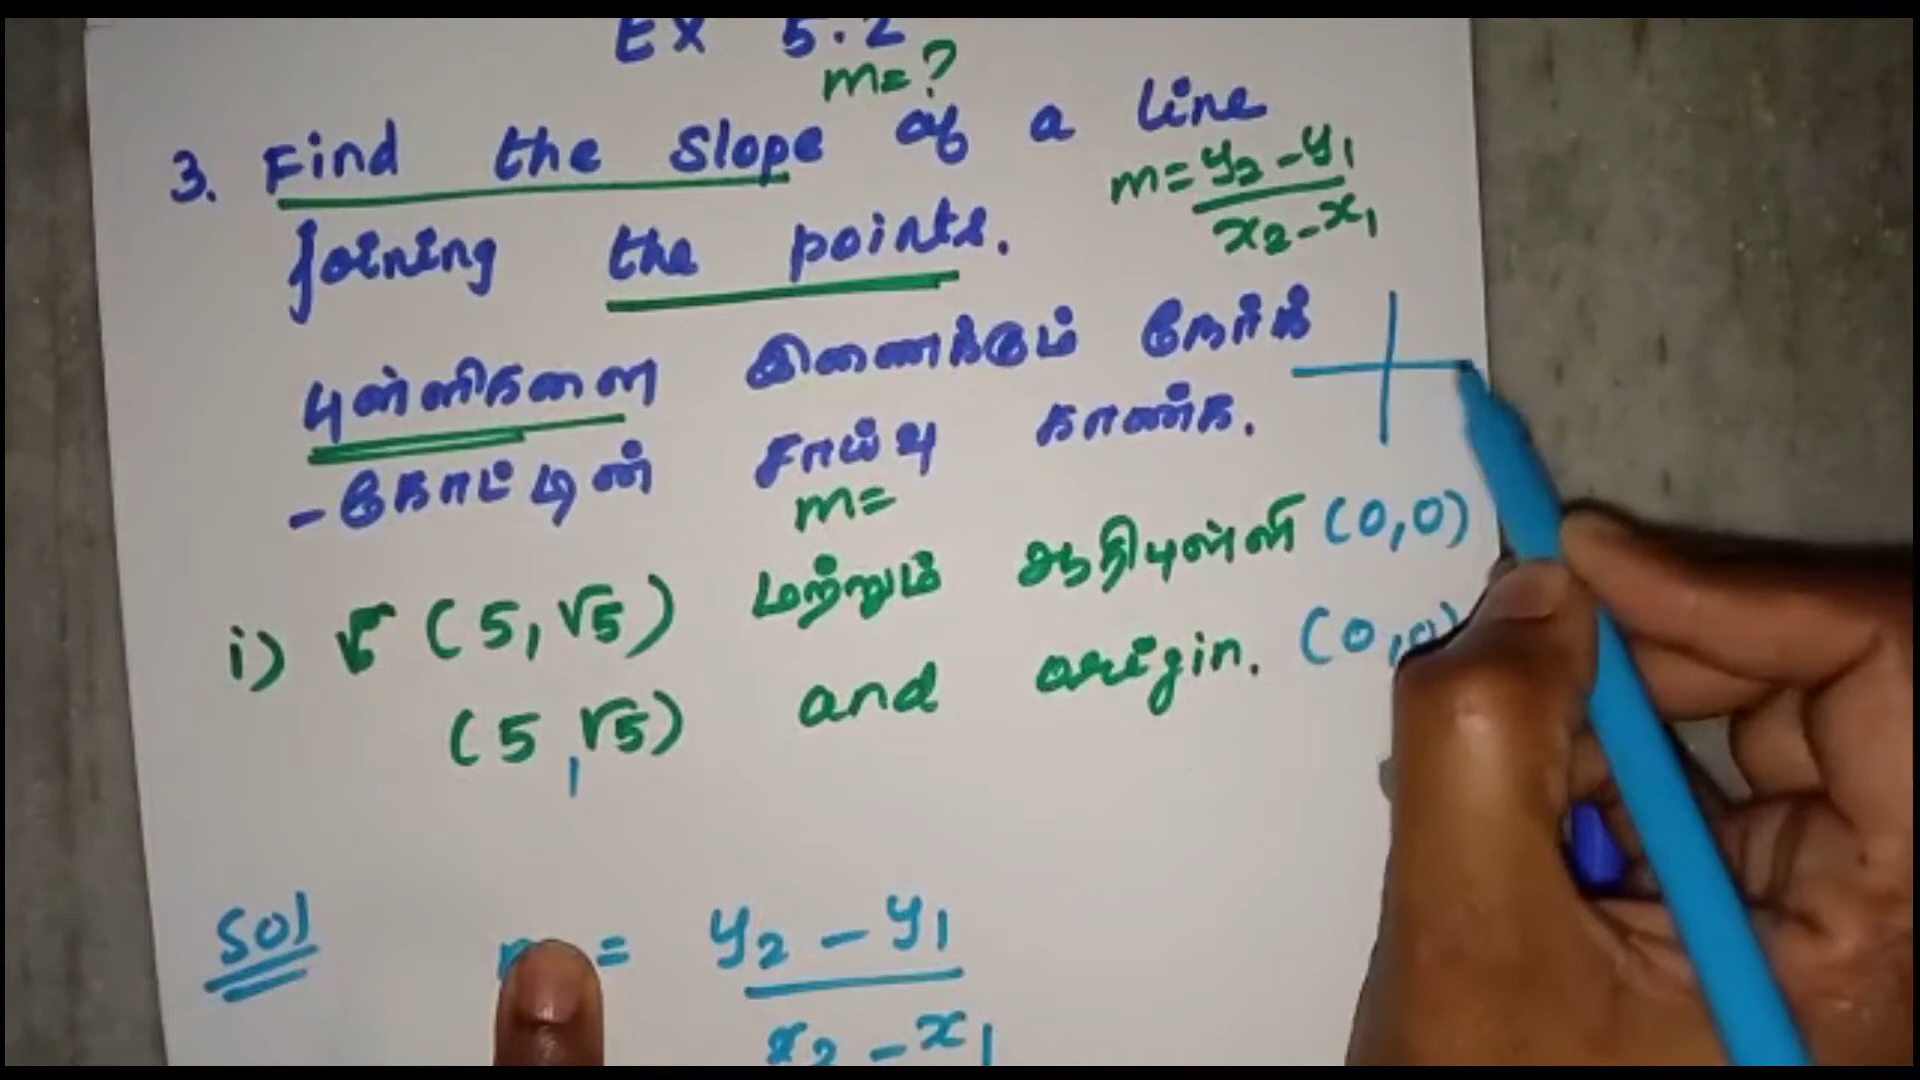 Ex 5.2
m=?
3. Find the Slope of a line
m = y2 - y1 / x2 - x1
joining the points.
புள்ளிகளை இணைக்கும் நேர்க்
-கோட்டின் சாய்வு காண்க.
m=
i) (5, √5) மற்றும் ஆதிபுள்ளி (0,0)
(5, √5) and origin. (0,0)
Sol
= y2 - y1 / x2 - x1